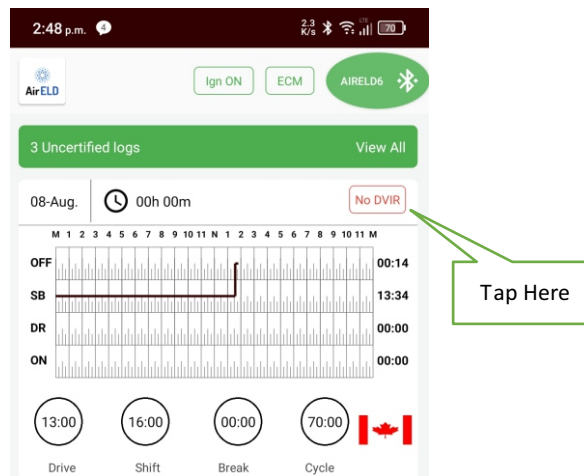 2:48 p.m. 4 2.3 K/s LTE 70
AirELD Ign ON ECM AIRELD6
3 Uncertified logs View All
08-Aug. 00h 00m No DVIR
M 1 2 3 4 5 6 7 8 9 10 11 N 1 2 3 4 5 6 7 8 9 10 11 M
OFF 00:14
SB 13:34
DR 00:00
ON 00:00
Tap Here
13:00 16:00 00:00 70:00
Drive Shift Break Cycle